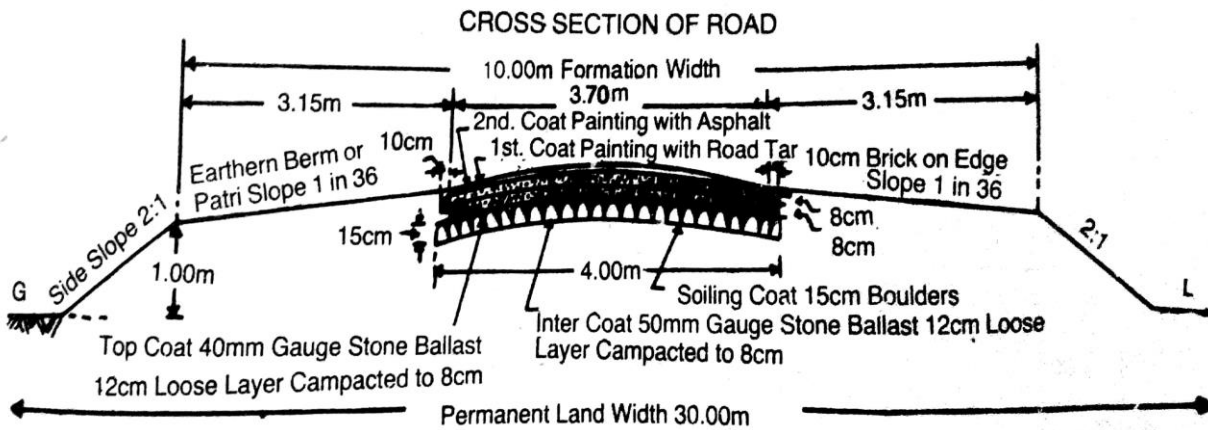 CROSS SECTION OF ROAD
10.00m Formation Width
3.15m
3.70m
3.15m
2nd. Coat Painting with Asphalt
10cm
1st. Coat Painting with Road Tar
10cm Brick on Edge
Slope 1 in 36
Earthern Berm or
Patri Slope 1 in 36
Side Slope 2:1
8cm
8cm
15cm
2:1
1.00m
4.00m
G
L
Soiling Coat 15cm Boulders
Inter Coat 50mm Gauge Stone Ballast 12cm Loose
Layer Campacted to 8cm
Top Coat 40mm Gauge Stone Ballast
12cm Loose Layer Campacted to 8cm
Permanent Land Width 30.00m